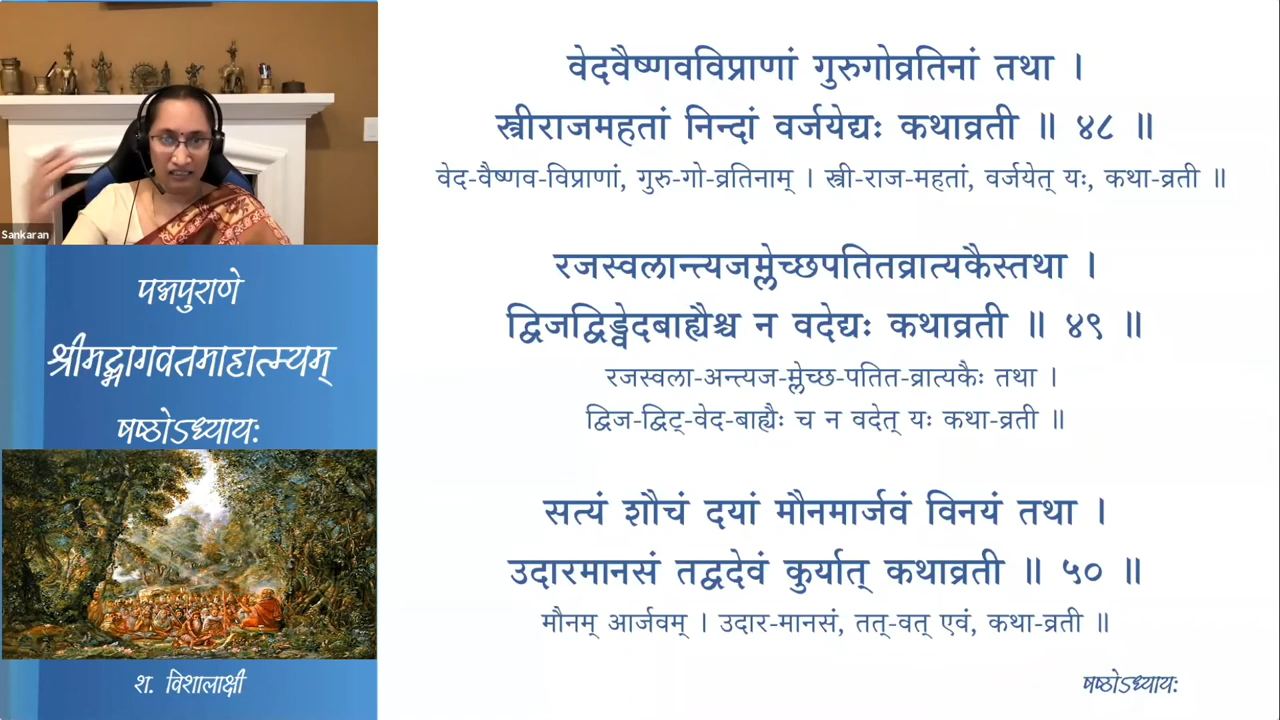 Sankaran
पद्मपुराणे
श्रीमद्भागवतमाहात्म्यम्
षष्ठोऽध्यायः
श. विशालाक्षी
वेदवैष्णवविप्राणां गुरुगोव्रतिनां तथा ।
स्त्रीराजमहतां निन्दां वर्जयेद्यः कथाव्रती ॥ ४८ ॥
वेद-वैष्णव-विप्राणां, गुरु-गो-व्रतिनाम् । स्त्री-राज-महतां, वर्जयेत् यः, कथा-व्रती ॥
रजस्वलान्त्यजम्लेच्छपतितव्रात्यकैस्तथा ।
द्विजद्विड्वेदबाह्यैश्च न वदेद्यः कथाव्रती ॥ ४९ ॥
रजस्वला-अन्त्यज-म्लेच्छ-पतित-व्रात्यकैः तथा ।
द्विज-द्विट्-वेद-बाह्यैः च न वदेत् यः कथा-व्रती ॥
सत्यं शौचं दयां मौनमार्जवं विनयं तथा ।
उदारमानसं तद्वदेवं कुर्यात् कथाव्रती ॥ ५० ॥
मौनम् आर्जवम् । उदार-मानसं, तत्-वत् एवं, कथा-व्रती ॥
षष्ठोऽध्यायः